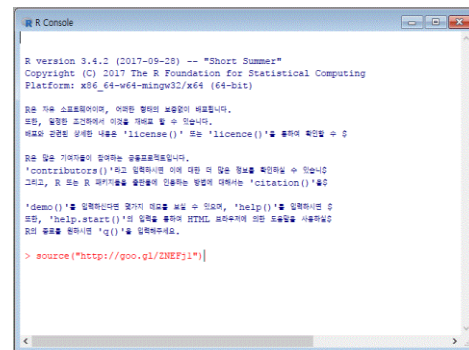 R Console
R version 3.4.2 (2017-09-28) -- "Short Summer"
Copyright (C) 2017 The R Foundation for Statistical Computing
Platform: x86_64-w64-mingw32/x64 (64-bit)
R은 자유 소프트웨어이며, 어떠한 형태의 보증없이 배포됩니다.
또한, 일정한 조건하에서 이것을 재배포 할 수 있습니다.
배포와 관련된 상세한 내용은 'license()' 또는 'licence()'을 통하여 확인할 수 $
R은 많은 기여자들이 참여하는 공동프로젝트입니다.
'contributors()'라고 입력하시면 이에 대한 더 많은 정보를 확인하실 수 있습니$
그리고, R 또는 R 패키지들을 출판물에 인용하는 방법에 대해서는 'citation()'을$
'demo()'를 입력하신다면 몇가지 데모를 보실 수 있으며, 'help()'를 입력하시면 $
또한, 'help.start()'의 입력을 통하여 HTML 브라우저에 의한 도움말을 사용하실$
R의 종료를 원하시면 'q()'을 입력해주세요.
> source("http://goo.gl/ZNEFji")